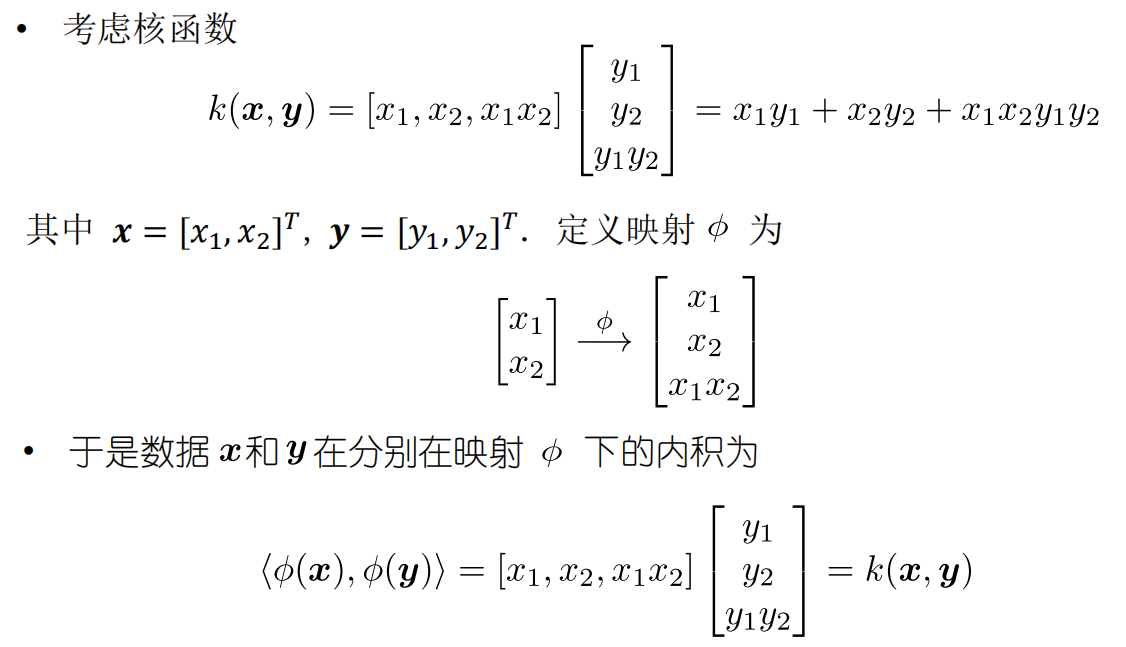 • 考虑核函数
k(x, y) = [x₁, x₂, x₁x₂] [y₁ y₂ y₁y₂] = x₁y₁ + x₂y₂ + x₁x₂y₁y₂
其中 x = [x₁, x₂]ᵀ, y = [y₁, y₂]ᵀ. 定义映射 ϕ 为
[x₁ x₂] ϕ⟶ [x₁ x₂ x₁x₂]
• 于是数据 x 和 y 在分别在映射 ϕ 下的内积为
⟨ϕ(x), ϕ(y)⟩ = [x₁, x₂, x₁x₂] [y₁ y₂ y₁y₂] = k(x, y)